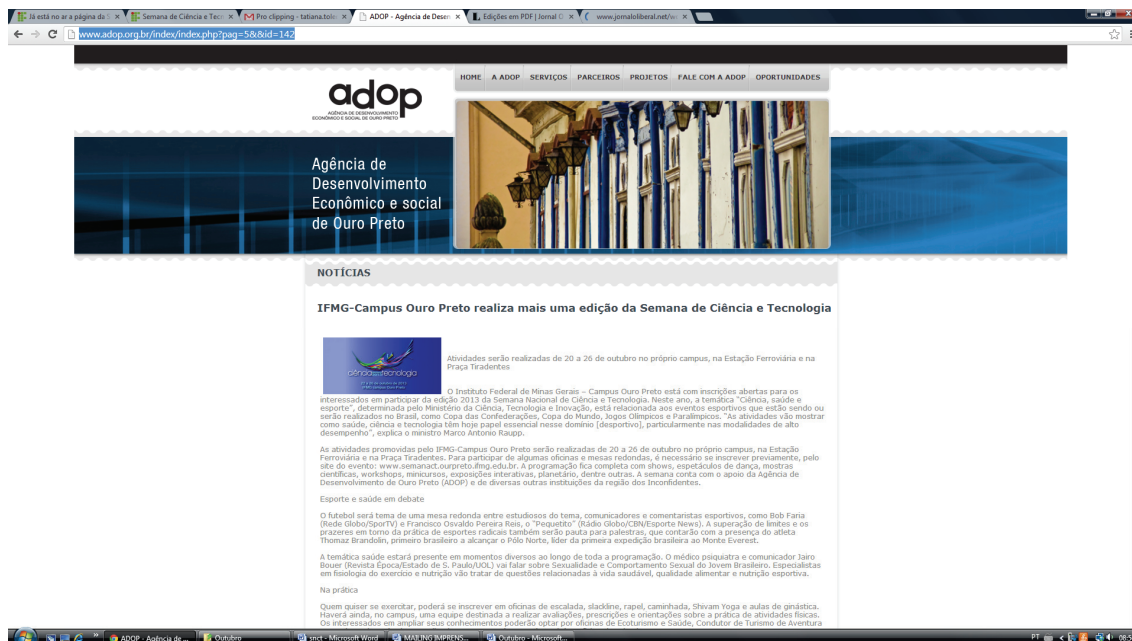 Já está no ar a página da S
Semana de Ciência e Tecn
Pro clipping - tatiana.tole
ADOP - Agência de Desen
Edições em PDF | Jornal O
www.jornaloliberal.net/
www.adop.org.br/index/index.php?pag=5&&id=142
HOME A ADOP SERVIÇOS PARCEIROS PROJETOS FALE COM A ADOP OPORTUNIDADES
adop
AGÊNCIA DE DESENVOLVIMENTO
ECONÔMICO E SOCIAL DE OURO PRETO
Agência de
Desenvolvimento
Econômico e social
de Ouro Preto
NOTÍCIAS
IFMG-Campus Ouro Preto realiza mais uma edição da Semana de Ciência e Tecnologia
ciência tecnologia
Atividades serão realizadas de 20 a 26 de outubro no próprio campus, na Estação Ferroviária e na
Praça Tiradentes
O Instituto Federal de Minas Gerais – Campus Ouro Preto está com inscrições abertas para os
interessados em participar da edição 2013 da Semana Nacional de Ciência e Tecnologia. Neste ano, a temática "Ciência, saúde e
esporte", determinada pelo Ministério da Ciência, Tecnologia e Inovação, está relacionada aos eventos esportivos que estão sendo ou
serão realizados no Brasil, como Copa das Confederações, Copa do Mundo, Jogos Olímpicos e Paralímpicos. "As atividades vão mostrar
como saúde, ciência e tecnologia têm hoje papel essencial nesse domínio [desportivo], particularmente nas modalidades de alto
desempenho", explica o ministro Marco Antonio Raupp.
As atividades promovidas pelo IFMG-Campus Ouro Preto serão realizadas de 20 a 26 de outubro no próprio campus, na Estação
Ferroviária e na Praça Tiradentes. Para participar de algumas oficinas e mesas redondas, é necessário se inscrever previamente, pelo
site do evento: www.semanact.ourpreto.ifmg.edu.br. A programação fica completa com shows, espetáculos de dança, mostras
científicas, workshops, minicursos, exposições interativas, planetário, dentre outras. A semana conta com o apoio da Agência de
Desenvolvimento de Ouro Preto (ADOP) e de diversas outras instituições da região dos Inconfidentes.
Esporte e saúde em debate
O futebol será tema de uma mesa redonda entre estudiosos do tema, comunicadores e comentaristas esportivos, como Bob Faria
(Rede Globo/SporTV) e Francisco Osvaldo Pereira Reis, o "Pequetito" (Rádio Globo/CBN/Esporte News). A superação de limites e os
prazeres em torno da prática de esportes radicais também serão pauta para palestras, que contarão com a presença do atleta
Thomaz Brandolin, primeiro brasileiro a alcançar o Pólo Norte, líder da primeira expedição brasileira ao Monte Everest.
A temática saúde estará presente em momentos diversos ao longo de toda a programação. O médico psiquiatra e comunicador Jairo
Bouer (Revista Época/Estado de S. Paulo/UOL) vai falar sobre Sexualidade e Comportamento Sexual do Jovem Brasileiro. Especialistas
em fisiologia do exercício e nutrição vão tratar de questões relacionadas à vida saudável, qualidade alimentar e nutrição esportiva.
Na prática
Quem quiser se exercitar, poderá se inscrever em oficinas de escalada, slackline, rapel, caminhada, Shivam Yoga e aulas de ginástica.
Haverá ainda, no campus, uma equipe destinada a realizar avaliações, prescrições e orientações sobre a prática de atividades físicas.
Os interessados em ampliar seus conhecimentos poderão optar por oficinas de Ecoturismo e Saúde, Condutor de Turismo de Aventura
ADOP - Agência de ...
Outubro
snct - Microsoft Word
MAILING IMPRENS...
Outubro - Microsoft...
PT